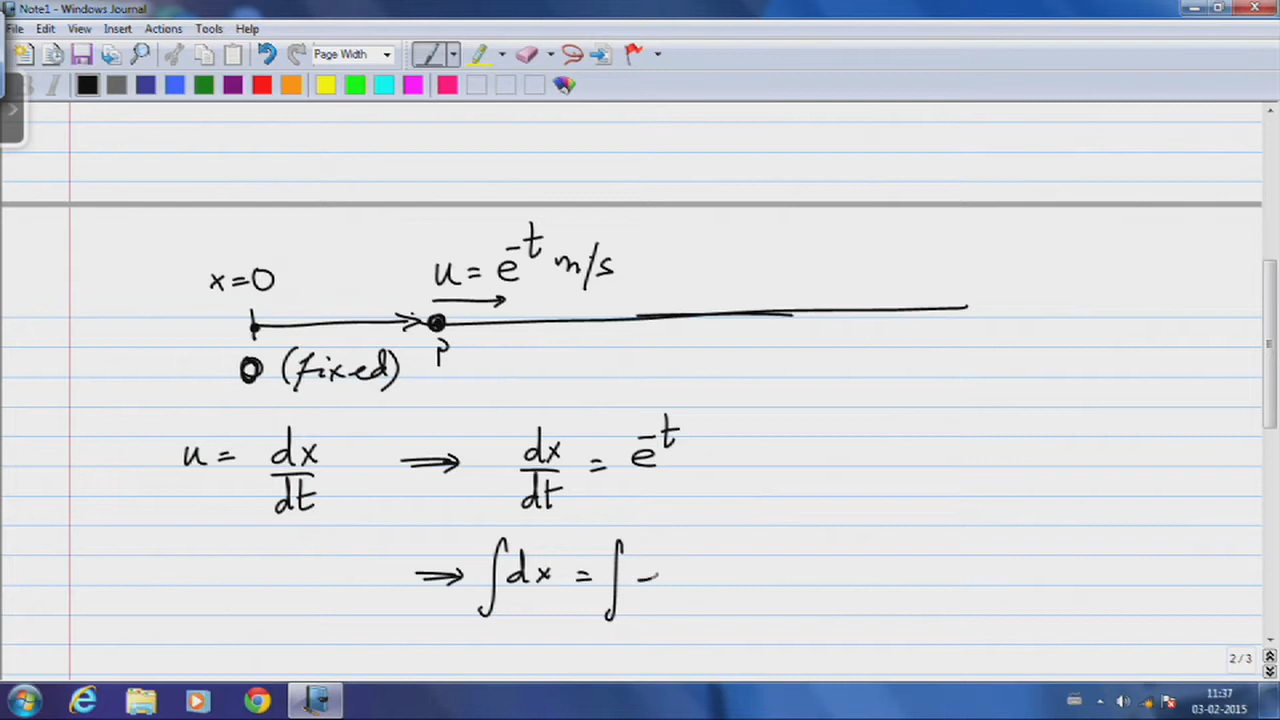 Note1 - Windows Journal
File Edit View Insert Actions Tools Help
Page Width
u = e^-t m/s
x=0
O (fixed) P
u = dx/dt ⟹ dx/dt = e^-t
⟹ ∫dx = ∫ -
2 / 3
11:37
03-02-2015